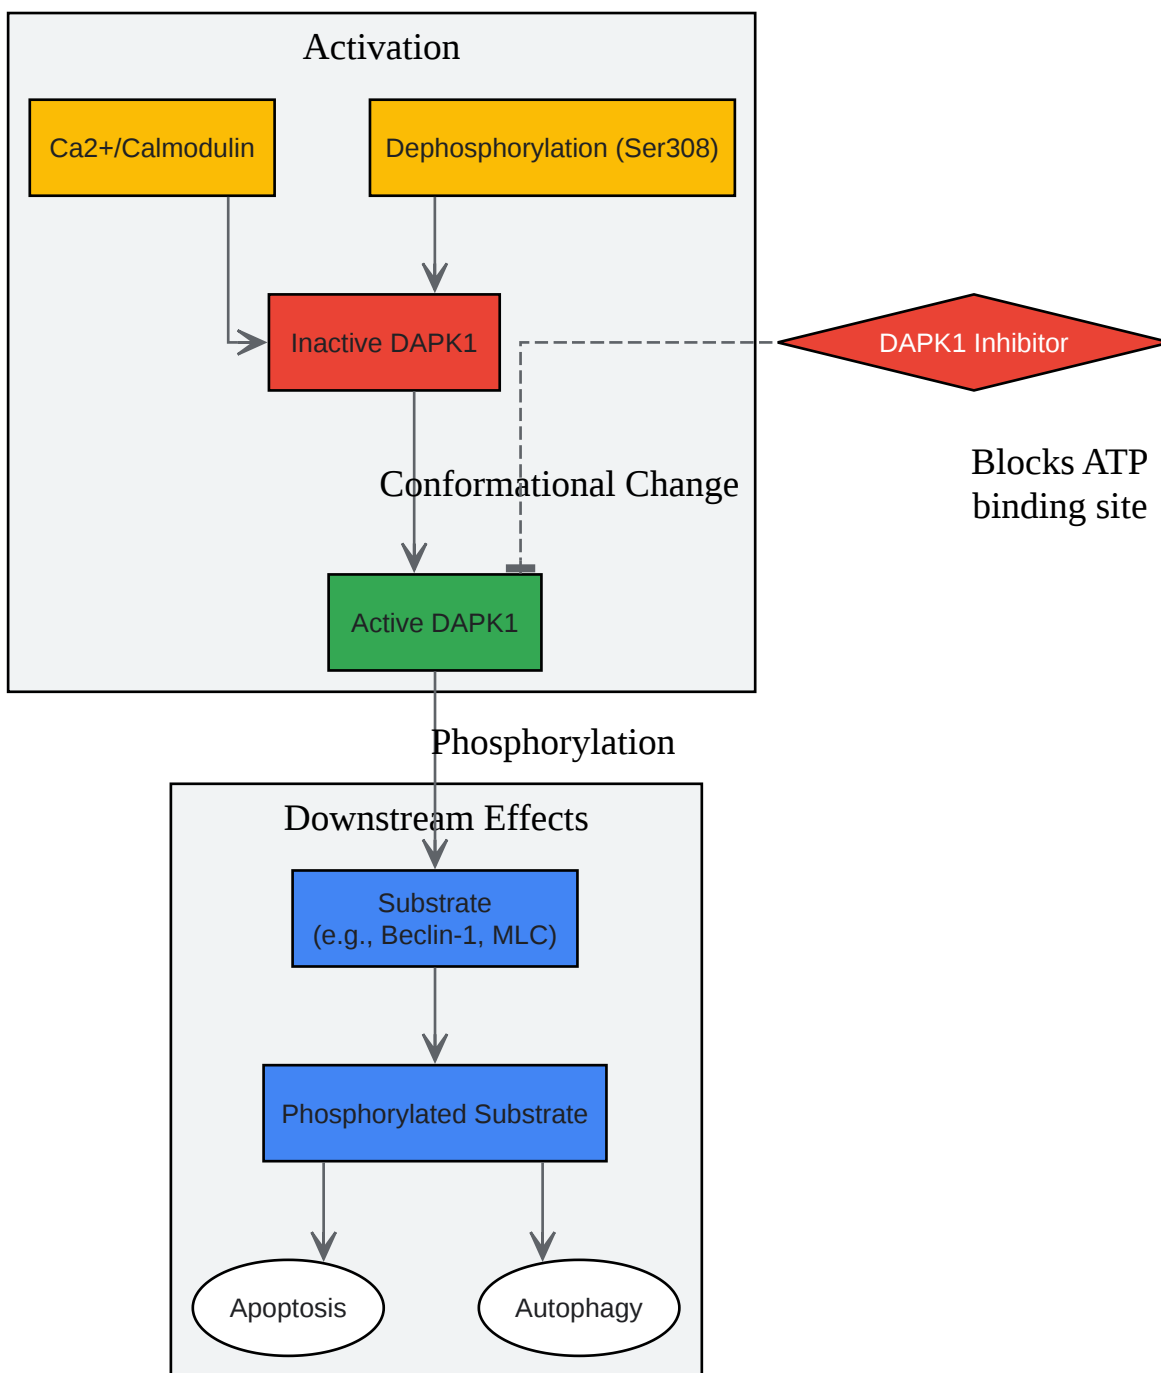 Activation
Ca2+/Calmodulin
Dephosphorylation (Ser308)
Inactive DAPK1
DAPK1 Inhibitor
Blocks ATP
binding site
Conformational Change
Active DAPK1
Phosphorylation
Downstream Effects
Substrate
(e.g., Beclin-1, MLC)
Phosphorylated Substrate
Apoptosis
Autophagy